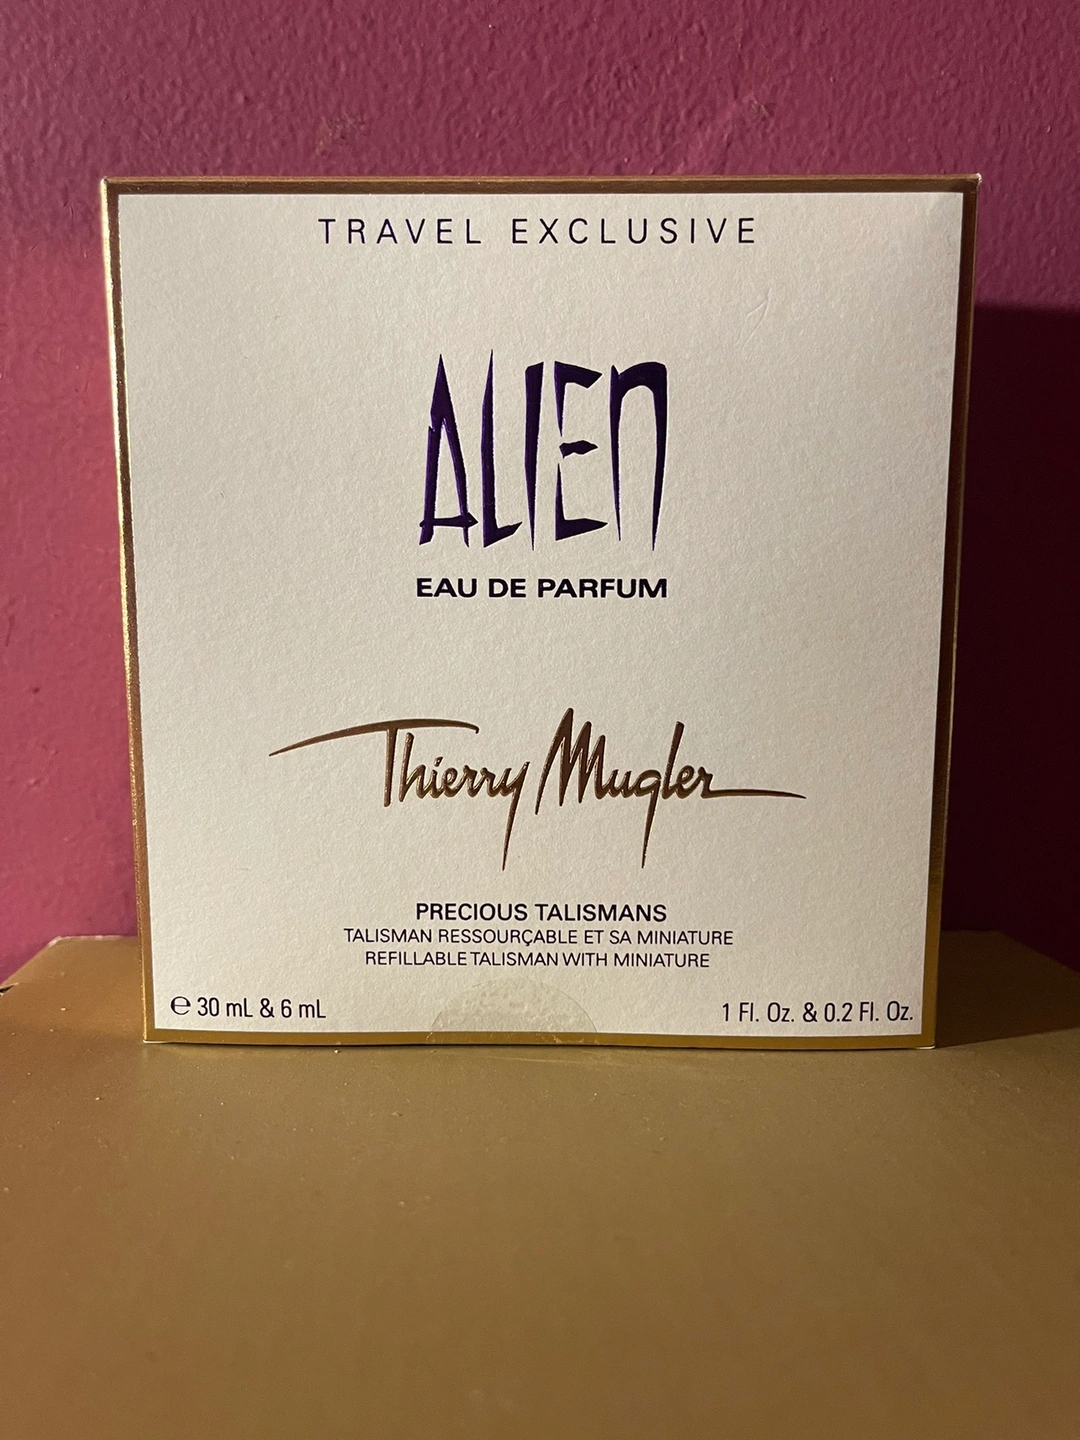 TRAVEL EXCLUSIVE
ALIEN
EAU DE PARFUM
Thierry Mugler
PRECIOUS TALISMANS
TALISMAN RESSOURÇABLE ET SA MINIATURE
REFILLABLE TALISMAN WITH MINIATURE
℮ 30 mL & 6 mL
1 Fl. Oz. & 0.2 Fl. Oz.